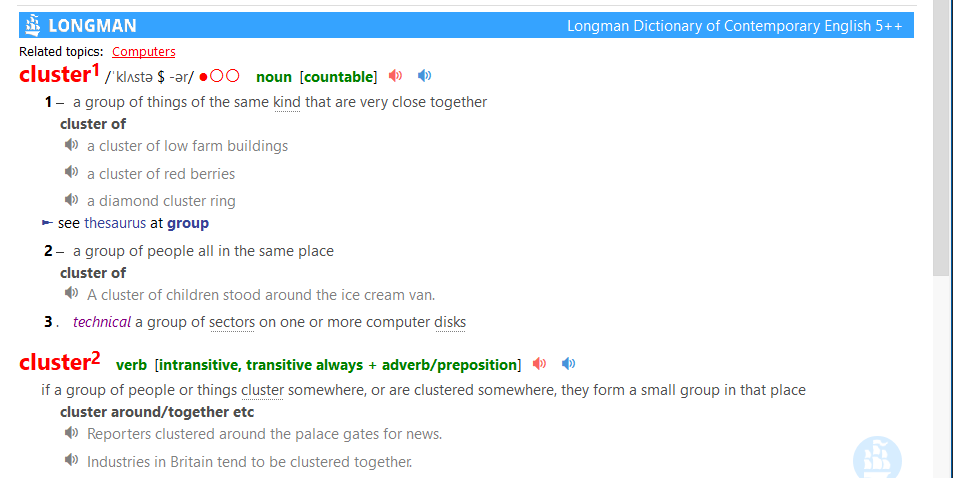 LONGMAN Longman Dictionary of Contemporary English 5++
Related topics: Computers
cluster1 /ˈklʌstə $ -ər/ ●○○ noun [countable]
1 – a group of things of the same kind that are very close together
cluster of
a cluster of low farm buildings
a cluster of red berries
a diamond cluster ring
► see thesaurus at group
2 – a group of people all in the same place
cluster of
A cluster of children stood around the ice cream van.
3 . technical a group of sectors on one or more computer disks
cluster2 verb [intransitive, transitive always + adverb/preposition]
if a group of people or things cluster somewhere, or are clustered somewhere, they form a small group in that place
cluster around/together etc
Reporters clustered around the palace gates for news.
Industries in Britain tend to be clustered together.